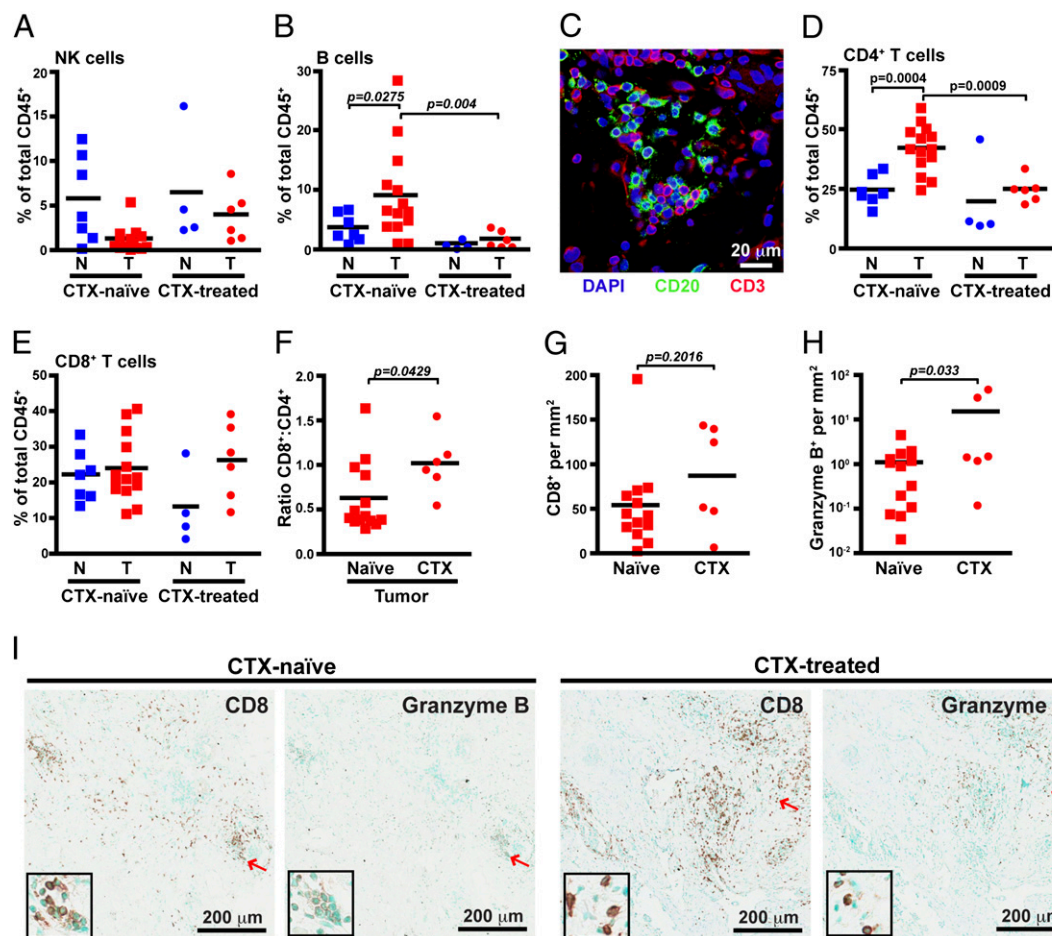 A
NK cells
% of total CD45+
20
15
10
5
0
N T N T
CTX-naïve CTX-treated
B
B cells
% of total CD45+
30
20
10
0
p=0.0275
p=0.004
N T N T
CTX-naïve CTX-treated
C
20 µm
DAPI CD20 CD3
D
CD4+ T cells
% of total CD45+
75
50
25
0
p=0.0004
p=0.0009
N T N T
CTX-naïve CTX-treated
E
CD8+ T cells
% of total CD45+
50
40
30
20
10
0
N T N T
CTX-naïve CTX-treated
F
Ratio CD8+:CD4+
2.0
1.5
1.0
0.5
0.0
p=0.0429
Naïve CTX
Tumor
G
CD8+ per mm2
200
150
100
50
0
p=0.2016
Naïve CTX
H
Granzyme B+ per mm2
102
101
100
10-1
10-2
p=0.033
Naïve CTX
I
CTX-naïve
CD8
200 µm
Granzyme B
200 µm
CTX-treated
CD8
200 µm
Granzyme
200 µm